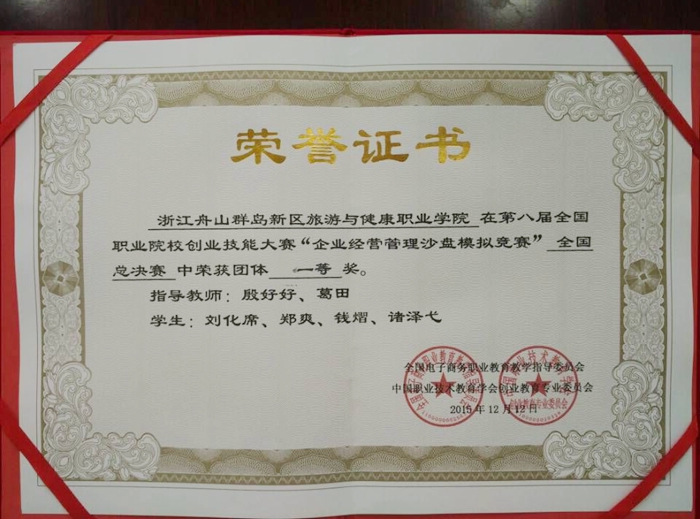 荣誉证书
浙江舟山群岛新区旅游与健康职业学院 在第八届全国
职业院校创业技能大赛“企业经营管理沙盘模拟竞赛” 全国
总决赛 中荣获团体 一等 奖。
指导教师：殷好好、葛田
学生：刘化席、郑爽、钱熠、诸泽弋
全国电子商务职业教育教学指导委员会
中国职业技术教育学会创业教育专业委员会
2015年12月12日